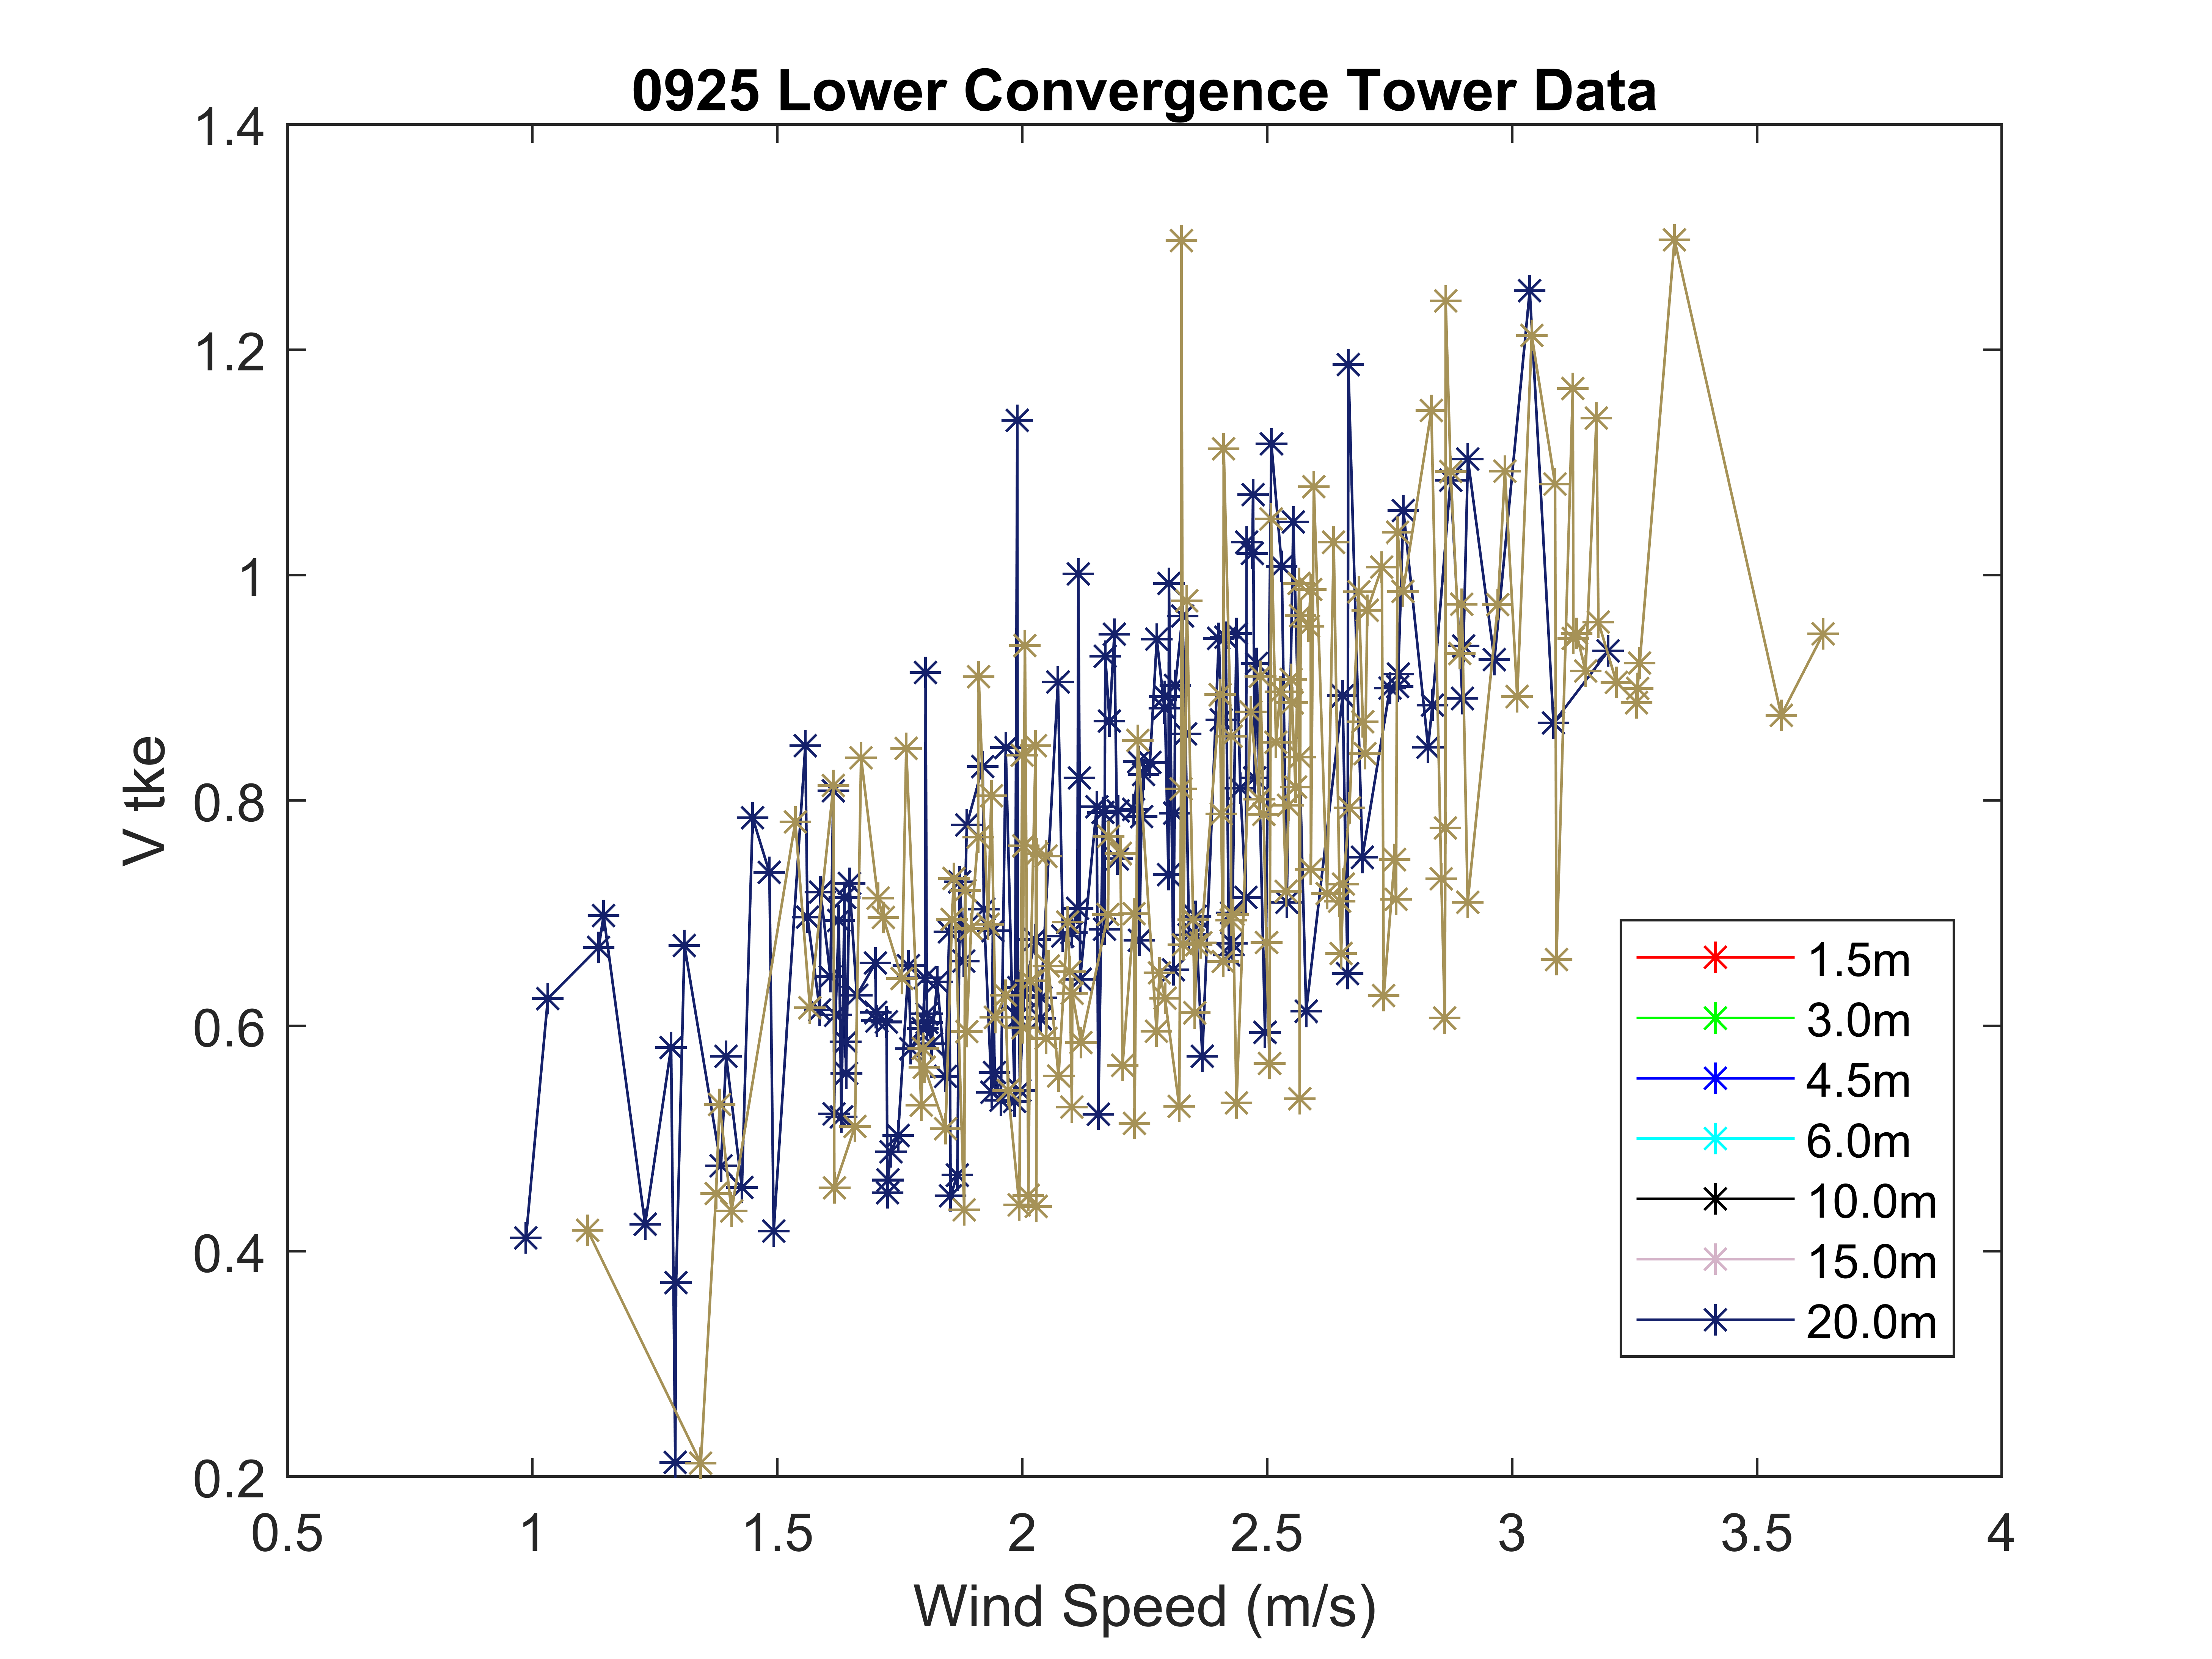 0925 Lower Convergence Tower Data
1.4
1.2
1
0.8
0.6
0.4
0.2
V tke
1.5m
3.0m
4.5m
6.0m
10.0m
15.0m
20.0m
0.5 1 1.5 2 2.5 3 3.5 4
Wind Speed (m/s)